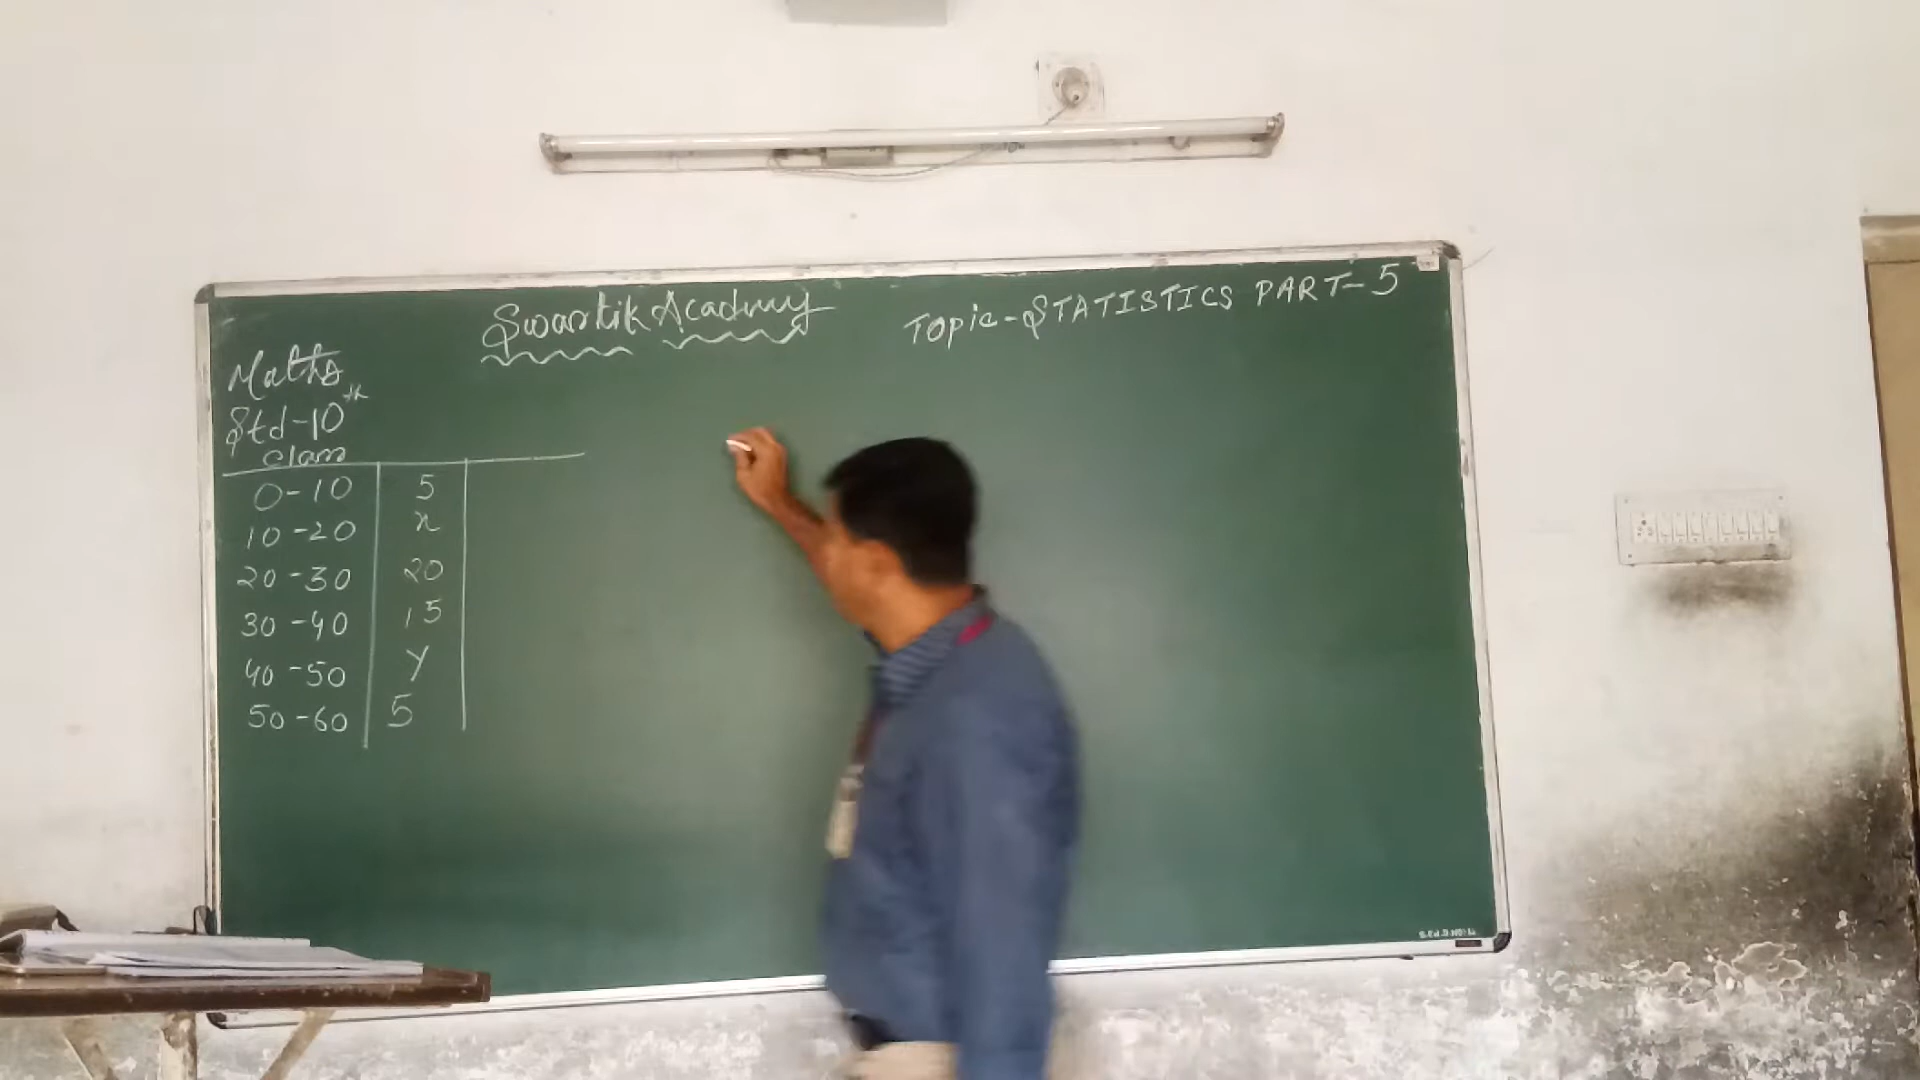 Swastik Academy
Topic-STATISTICS PART-5
Maths
Std-10th
class
0-10 5
10-20 x
20-30 20
30-40 15
40-50 y
50-60 5